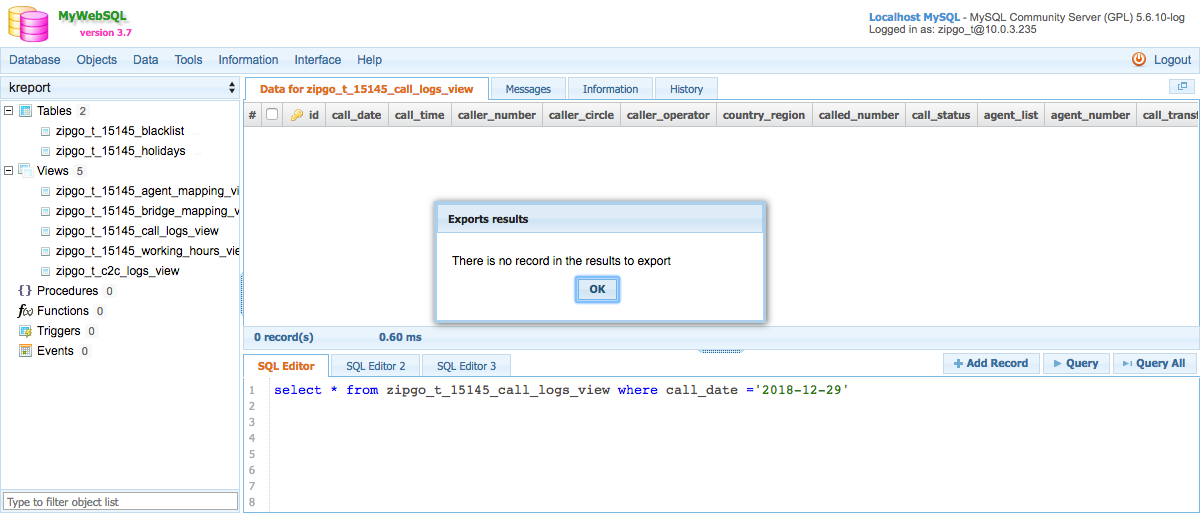 MyWebSQL
version 3.7
Localhost MySQL - MySQL Community Server (GPL) 5.6.10-log
Logged in as: zipgo_t@10.0.3.235
Database Objects Data Tools Information Interface Help Logout
kreport
Data for zipgo_t_15145_call_logs_view Messages Information History
Tables 2
zipgo_t_15145_blacklist
zipgo_t_15145_holidays
Views 5
zipgo_t_15145_agent_mapping_vi
zipgo_t_15145_bridge_mapping_v
zipgo_t_15145_call_logs_view
zipgo_t_15145_working_hours_vie
zipgo_t_c2c_logs_view
{} Procedures 0
f(x) Functions 0
Triggers 0
Events 0
Type to filter object list
# id call_date call_time caller_number caller_circle caller_operator country_region called_number call_status agent_list agent_number call_transf
Exports results
There is no record in the results to export
OK
0 record(s) 0.60 ms
SQL Editor SQL Editor 2 SQL Editor 3 Add Record Query Query All
1 select * from zipgo_t_15145_call_logs_view where call_date ='2018-12-29'
2
3
4
5
6
7
8